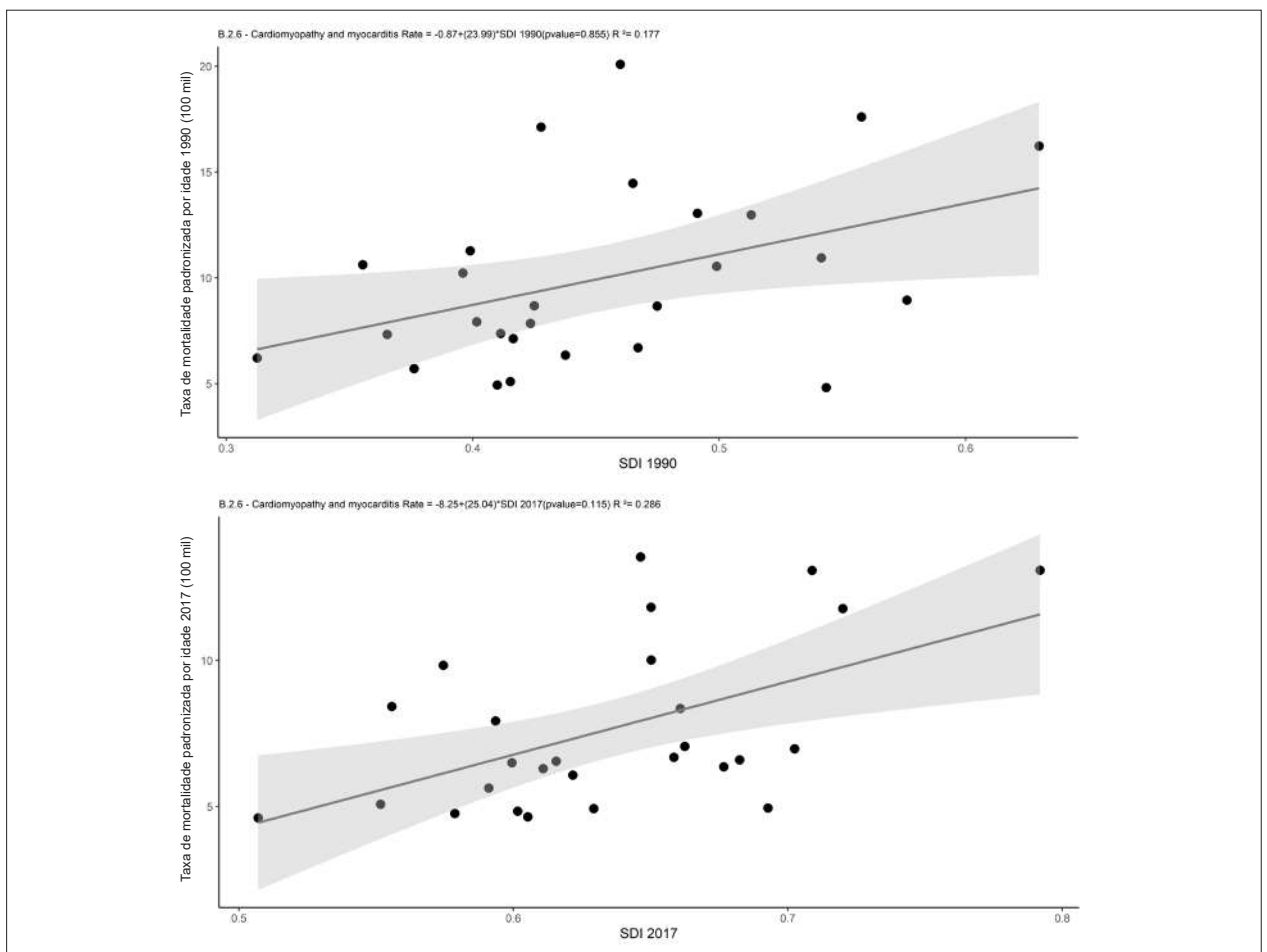 B.2.6 - Cardiomyopathy and myocarditis Rate = -0.87+(23.99)*SDI 1990(pvalue=0.855) R ²= 0.177
Taxa de mortalidade padronizada por idade 1990 (100 mil)
20
15
10
5
0.3 0.4 0.5 0.6
SDI 1990
B.2.6 - Cardiomyopathy and myocarditis Rate = -8.25+(25.04)*SDI 2017(pvalue=0.115) R ²= 0.286
Taxa de mortalidade padronizada por idade 2017 (100 mil)
10
5
0.5 0.6 0.7 0.8
SDI 2017